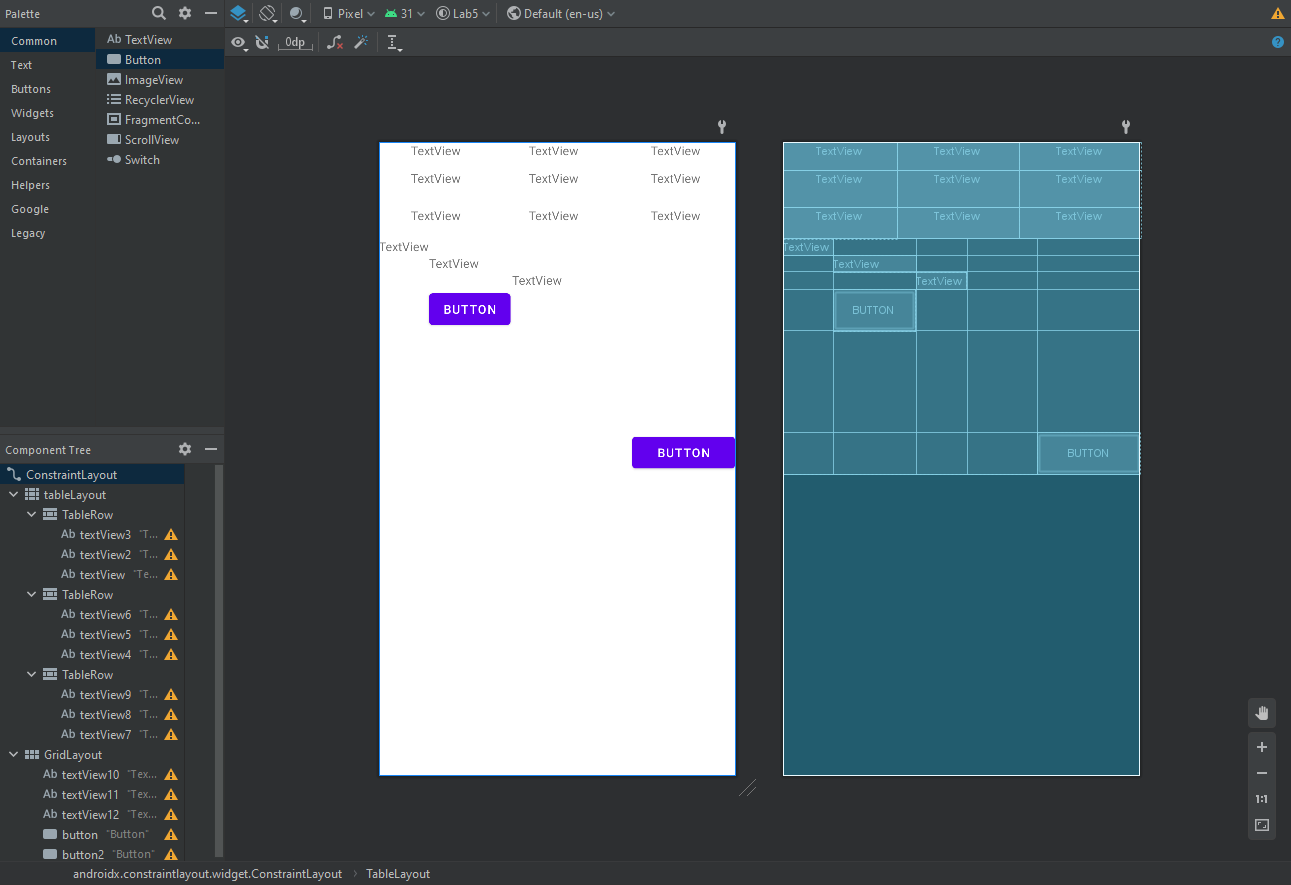 Palette
Pixel
31
Lab5
Default (en-us)
Common
Text
Buttons
Widgets
Layouts
Containers
Helpers
Google
Legacy
Ab TextView
Button
ImageView
RecyclerView
FragmentCo...
ScrollView
Switch
0dp
?
TextView TextView TextView
TextView TextView TextView
TextView TextView TextView
TextView
TextView
TextView
BUTTON
BUTTON
TextView TextView TextView
TextView TextView TextView
TextView TextView TextView
TextView
TextView
TextView
BUTTON
BUTTON
Component Tree
ConstraintLayout
tableLayout
TableRow
Ab textView3 "T...
Ab textView2 "T...
Ab textView "Te...
TableRow
Ab textView6 "T...
Ab textView5 "T...
Ab textView4 "T...
TableRow
Ab textView9 "T...
Ab textView8 "T...
Ab textView7 "T...
GridLayout
Ab textView10 "Tex...
Ab textView11 "Tex...
Ab textView12 "Tex...
button "Button"
button2 "Button"
1:1
androidx.constraintlayout.widget.ConstraintLayout > TableLayout